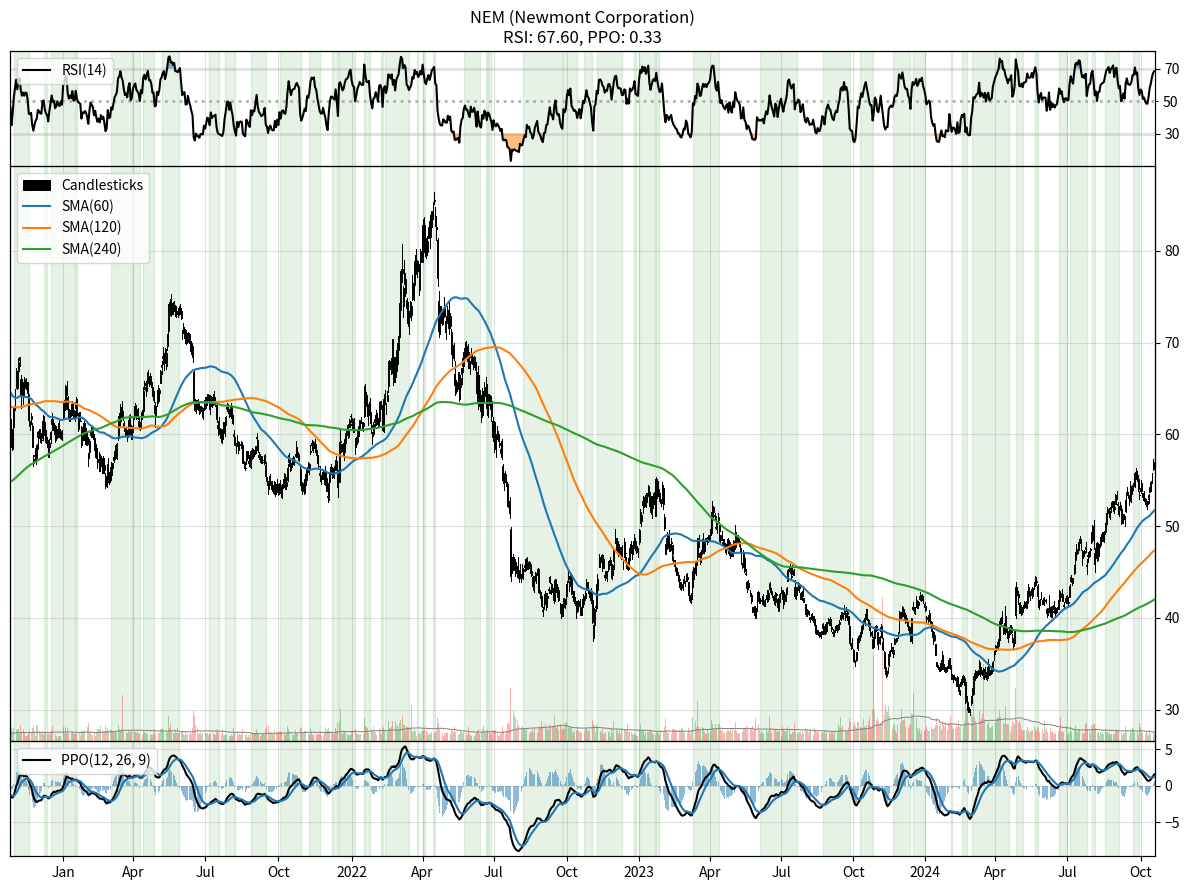 NEM (Newmont Corporation)
RSI: 67.60, PPO: 0.33
RSI(14)
70
50
30
Candlesticks
SMA(60)
SMA(120)
SMA(240)
80
70
60
50
40
30
PPO(12, 26, 9)
5
0
−5
Jan Apr Jul Oct 2022 Apr Jul Oct 2023 Apr Jul Oct 2024 Apr Jul Oct